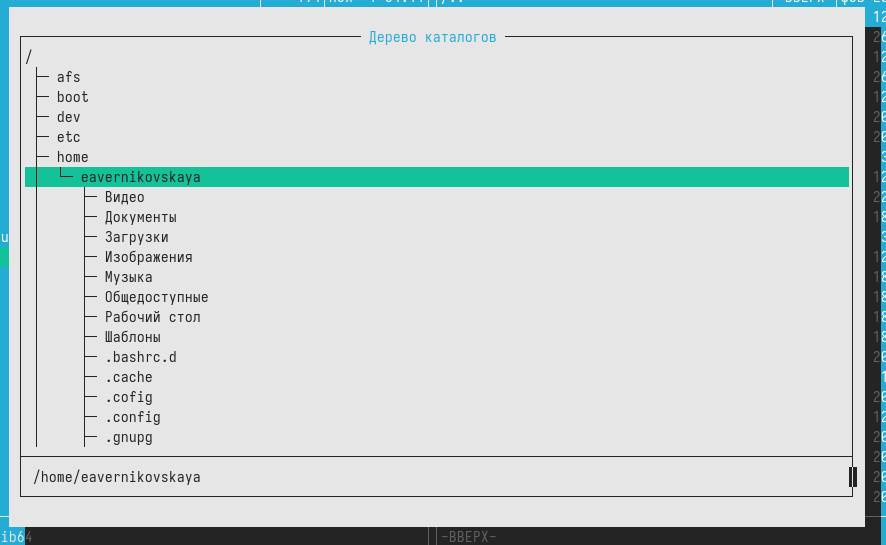 Дерево каталогов
/
afs
boot
dev
etc
home
eavernikovskaya
Видео
Документы
Загрузки
Изображения
Музыка
Общедоступные
Рабочий стол
Шаблоны
.bashrc.d
.cache
.cofig
.config
.gnupg
/home/eavernikovskaya
ib64
-ВВЕРХ-